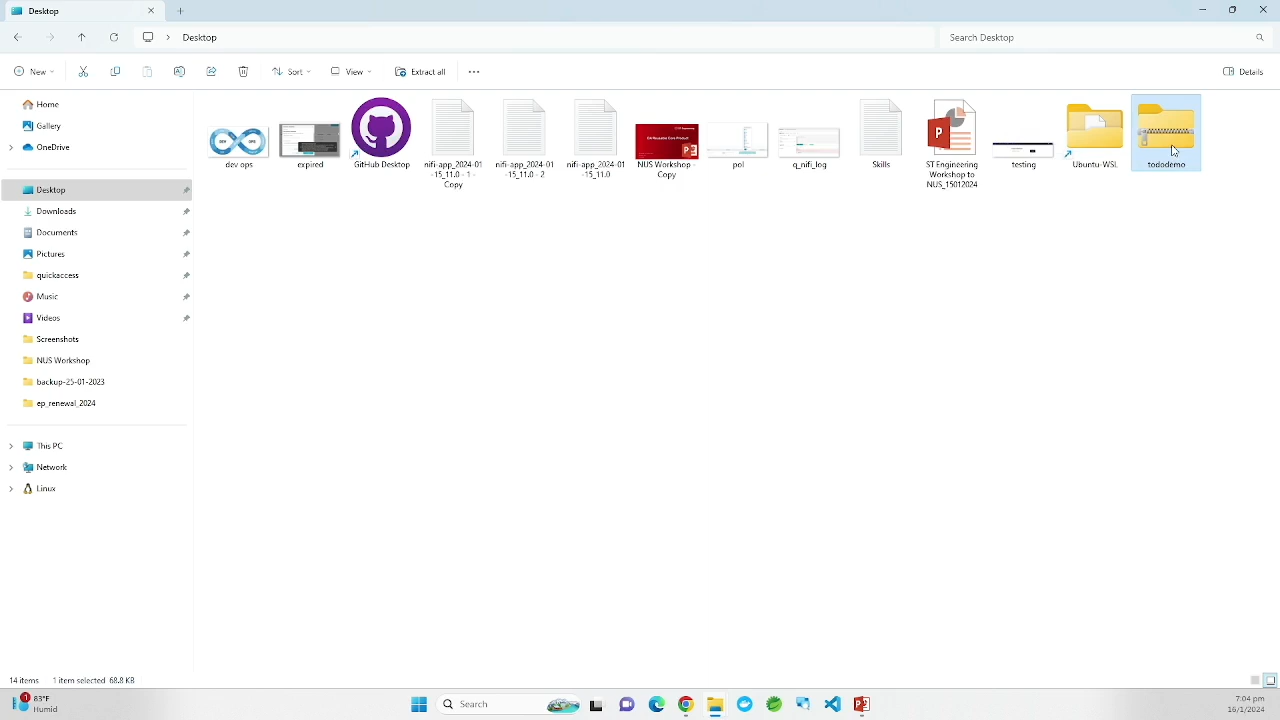 Desktop
Desktop
Search Desktop
New
Sort
View
Extract all
Details
Home
Gallery
OneDrive
Desktop
Downloads
Documents
Pictures
quickaccess
Music
Videos
Screenshots
NUS Workshop
backup-25-01-2023
ep_renewal_2024
This PC
Network
Linux
DEV
OPS
dev ops
expired
GitHub Desktop
nifi-app_2024-01
-15_11.0 - 1 -
Copy
nifi-app_2024-01
-15_11.0 - 2
nifi-app_2024-01
-15_11.0
NUS Workshop -
Copy
pol
q_nifi_log
Skills
ST Engineering
Workshop to
NUS_15012024
testing
Ubuntu-WSL
tododemo
14 items
1 item selected 68.8 KB
1
83°F
Humid
Search
7:04 pm
16/1/2024